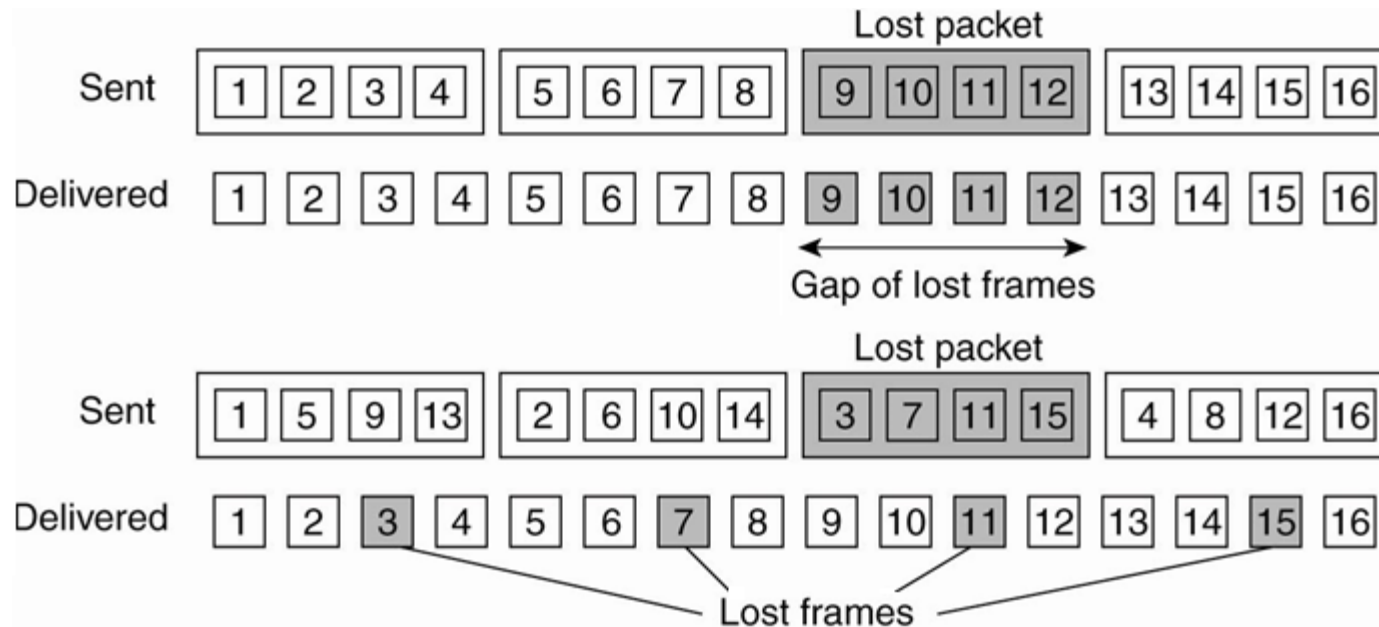 Lost packet
Sent 1 2 3 4 5 6 7 8 9 10 11 12 13 14 15 16
Delivered 1 2 3 4 5 6 7 8 9 10 11 12 13 14 15 16
Gap of lost frames
Lost packet
Sent 1 5 9 13 2 6 10 14 3 7 11 15 4 8 12 16
Delivered 1 2 3 4 5 6 7 8 9 10 11 12 13 14 15 16
Lost frames